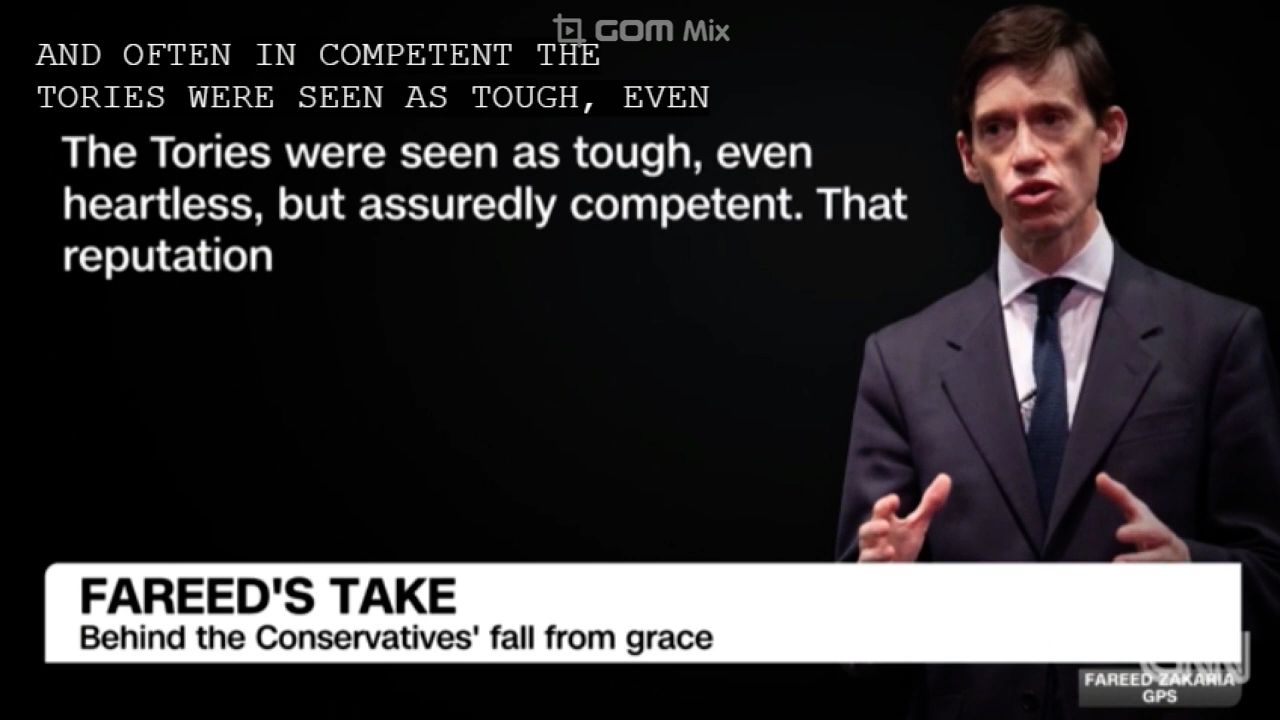 GOM Mix
AND OFTEN IN COMPETENT THE
TORIES WERE SEEN AS TOUGH, EVEN
The Tories were seen as tough, even
heartless, but assuredly competent. That
reputation
FAREED'S TAKE
Behind the Conservatives' fall from grace
CNN
FAREED ZAKARIA
GPS